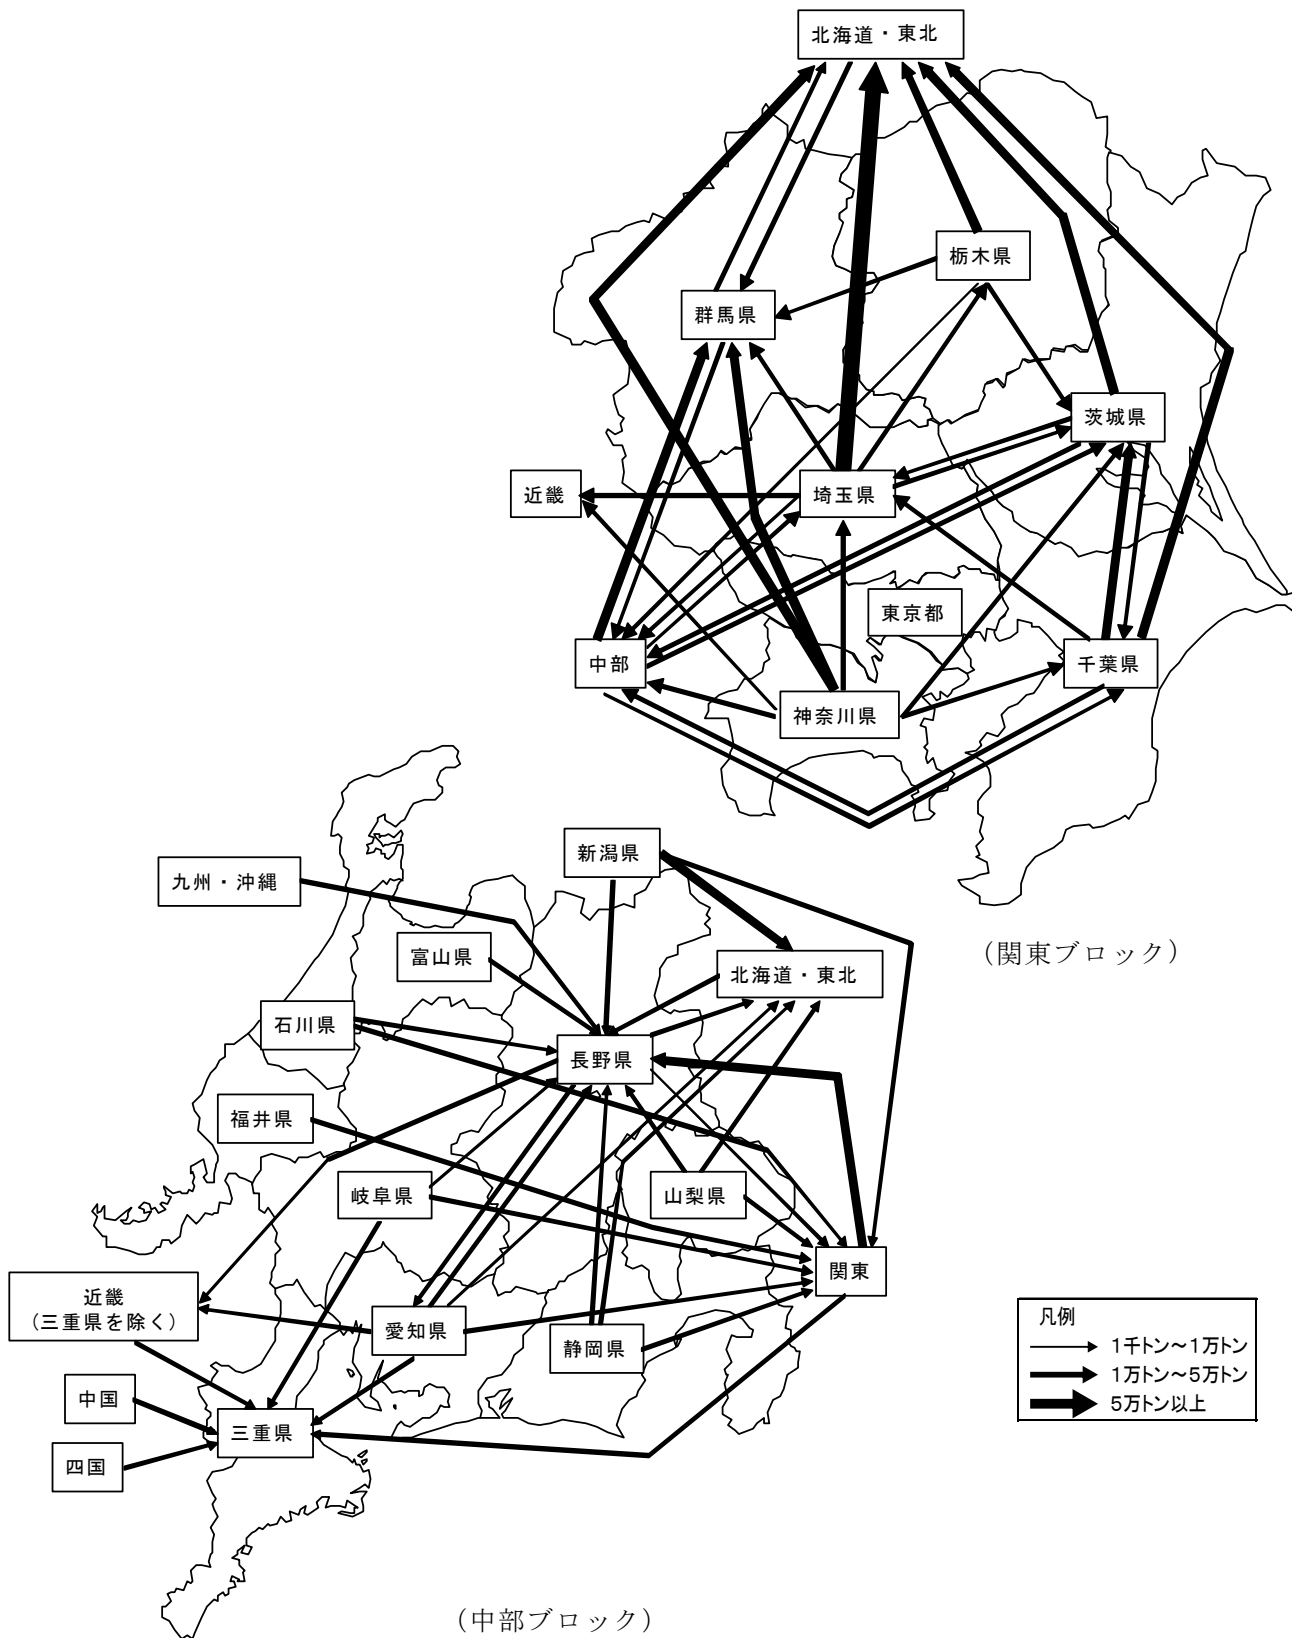 北海道・東北
栃木県
群馬県
茨城県
近畿
埼玉県
東京都
中部
千葉県
神奈川県
(関東ブロック)
新潟県
九州・沖縄
富山県
北海道・東北
石川県
長野県
福井県
岐阜県
山梨県
関東
近畿
(三重県を除く)
愛知県
静岡県
中国
三重県
四国
凡例
1千トン～1万トン
1万トン～5万トン
5万トン以上
(中部ブロック)